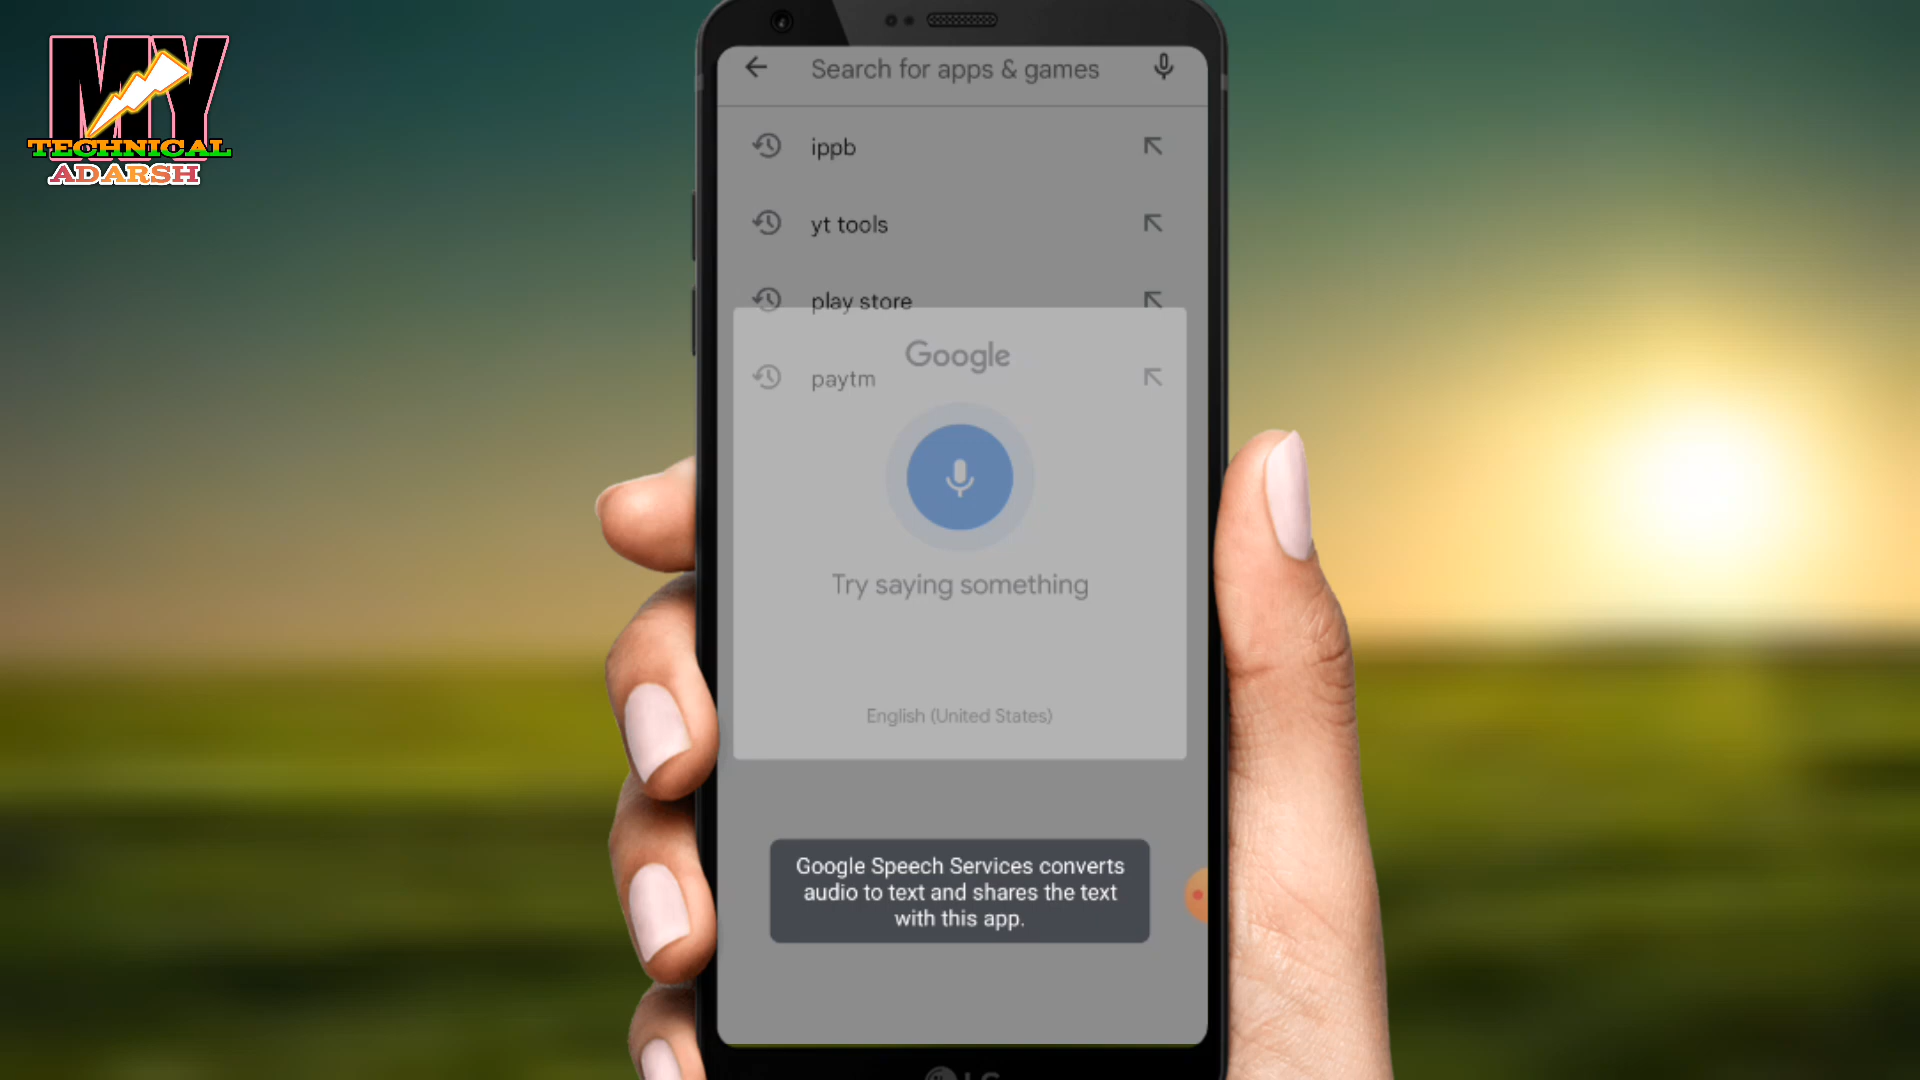 MY
TECHNICAL
ADARSH
Search for apps & games
ippb
yt tools
play store
paytm
Google
Try saying something
English (United States)
Google Speech Services converts
audio to text and shares the text
with this app.
LG